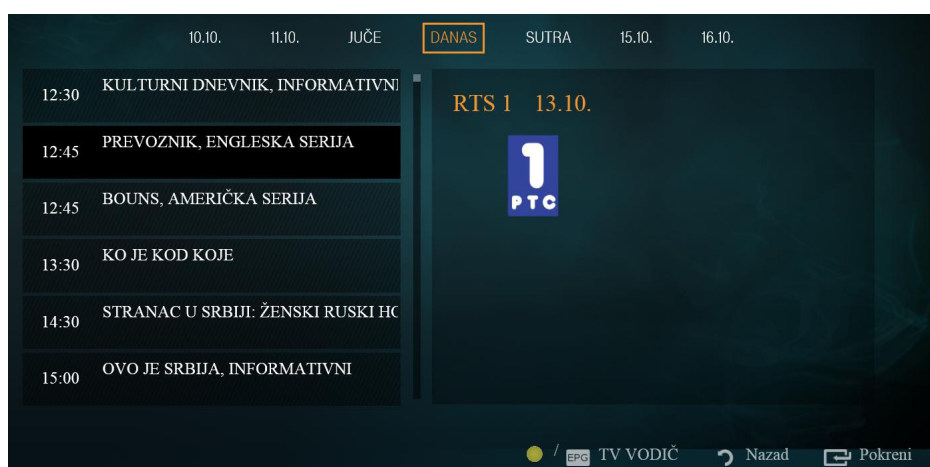 10.10. 11.10. JUČE DANAS SUTRA 15.10. 16.10.
12:30 KULTURNI DNEVNIK, INFORMATIVNI
12:45 PREVOZNIK, ENGLESKA SERIJA
12:45 BOUNS, AMERIČKA SERIJA
13:30 KO JE KOD KOJE
14:30 STRANAC U SRBIJI: ŽENSKI RUSKI HO
15:00 OVO JE SRBIJA, INFORMATIVNI
RTS 1 13.10.
1
РТС
/ EPG TV VODIČ Nazad Pokreni